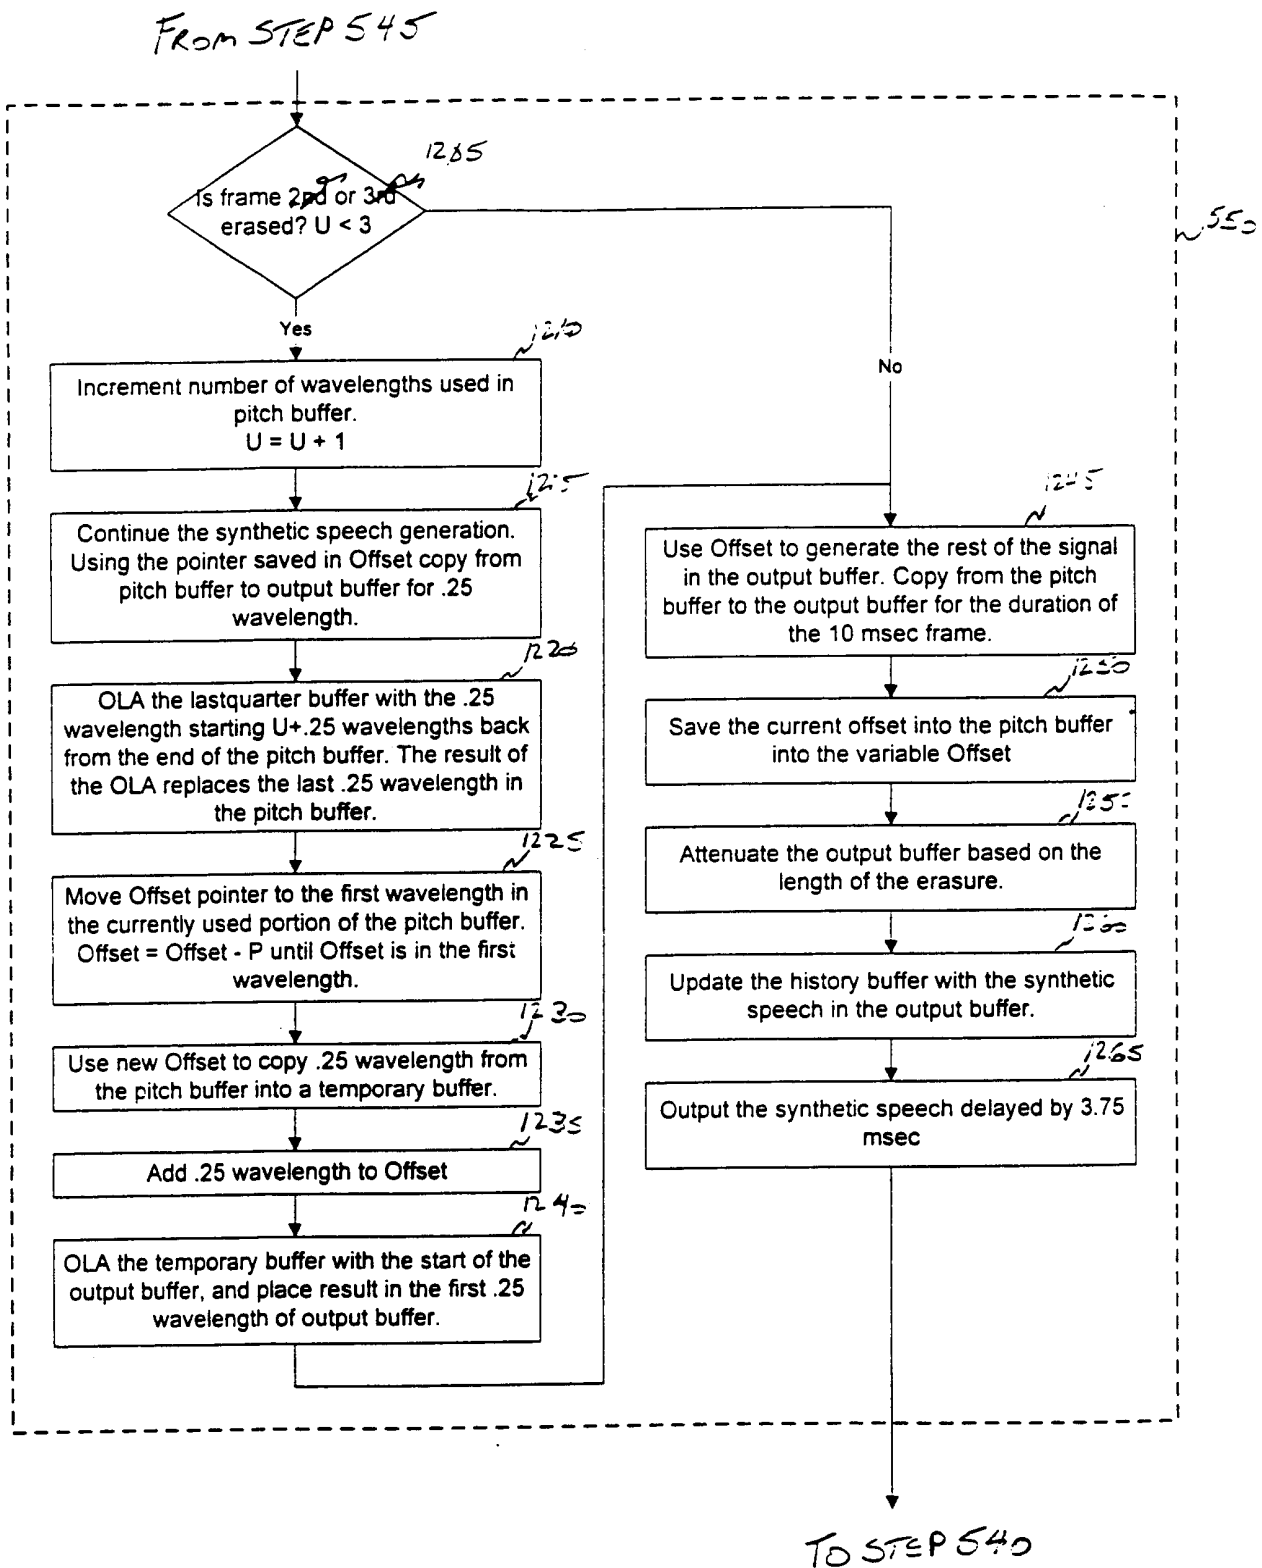 FROM STEP 545
1205
Is frame 2nd or 3rd
erased? U < 3
550
Yes
No
1210
Increment number of wavelengths used in
pitch buffer.
U = U + 1
1215
Continue the synthetic speech generation.
Using the pointer saved in Offset copy from
pitch buffer to output buffer for .25
wavelength.
1220
OLA the lastquarter buffer with the .25
wavelength starting U+.25 wavelengths back
from the end of the pitch buffer. The result of
the OLA replaces the last .25 wavelength in
the pitch buffer.
1225
Move Offset pointer to the first wavelength in
the currently used portion of the pitch buffer.
Offset = Offset - P until Offset is in the first
wavelength.
1230
Use new Offset to copy .25 wavelength from
the pitch buffer into a temporary buffer.
1235
Add .25 wavelength to Offset
1240
OLA the temporary buffer with the start of the
output buffer, and place result in the first .25
wavelength of output buffer.
1245
Use Offset to generate the rest of the signal
in the output buffer. Copy from the pitch
buffer to the output buffer for the duration of
the 10 msec frame.
1250
Save the current offset into the pitch buffer
into the variable Offset
Attenuate the output buffer based on the
length of the erasure.
1260
Update the history buffer with the synthetic
speech in the output buffer.
1265
Output the synthetic speech delayed by 3.75
msec
TO STEP 540